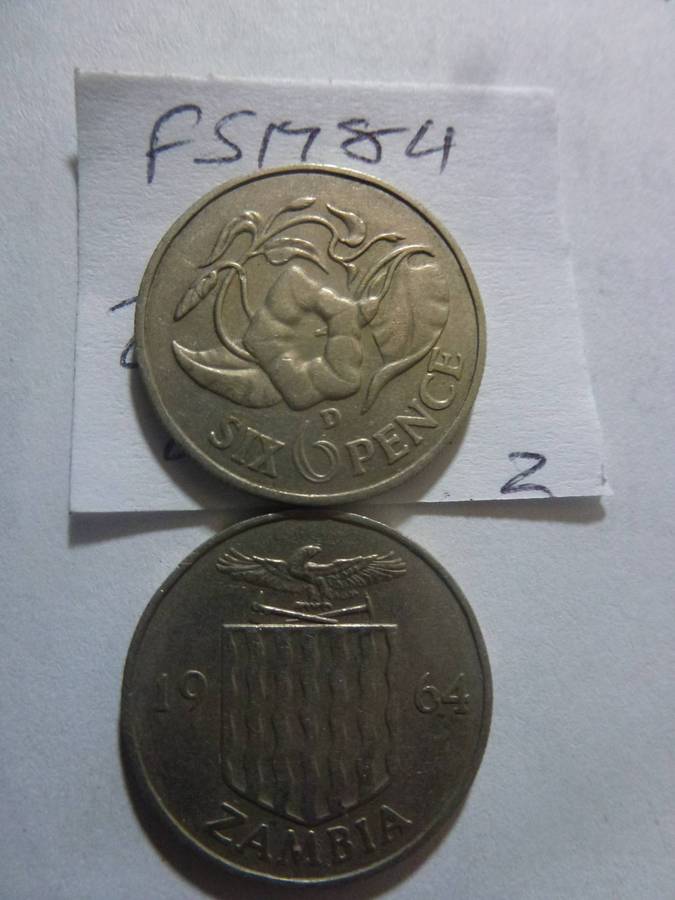 FSM84
D
SIX 6 PENCE
2
19 64
ZAMBIA